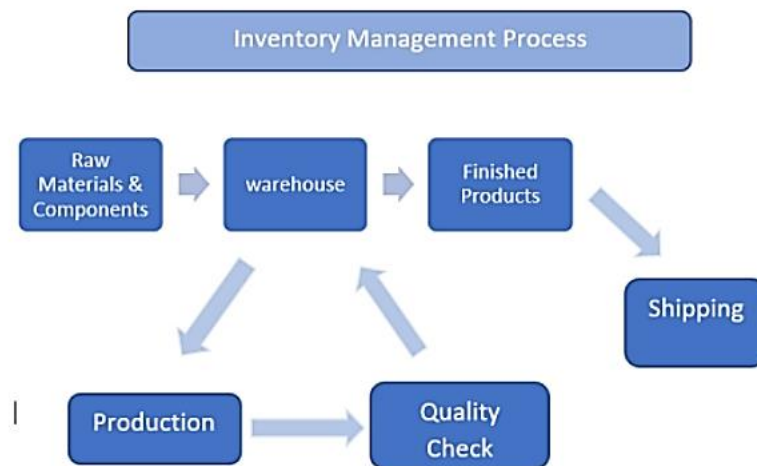 Inventory Management Process
Raw
Materials &
Components
warehouse
Finished
Products
Shipping
Production
Quality
Check